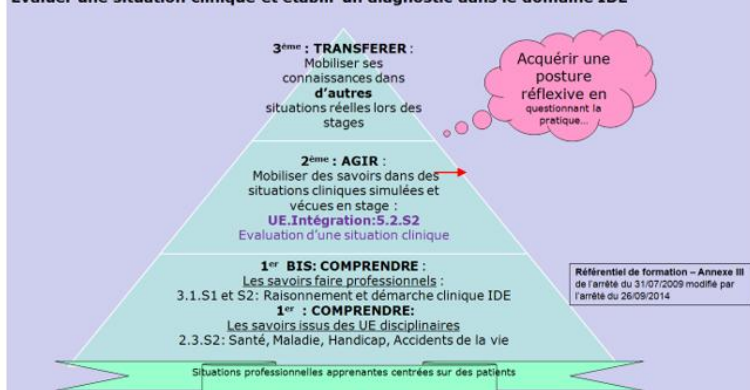 Evaluer une situation clinique et établir un diagnostic dans le domaine IDE
3ème : TRANSFERER :
Mobiliser ses
connaissances dans
d'autres
situations réelles lors des
stages
Acquérir une
posture
réflexive en
questionnant la
pratique...
2ème : AGIR :
Mobiliser des savoirs dans des
situations cliniques simulées et
vécues en stage :
UE.Intégration:5.2.S2
Evaluation d'une situation clinique
1er BIS: COMPRENDRE :
Les savoirs faire professionnels :
3.1.S1 et S2: Raisonnement et démarche clinique IDE
1er : COMPRENDRE:
Les savoirs issus des UE disciplinaires
2.3.S2: Santé, Maladie, Handicap, Accidents de la vie
Référentiel de formation – Annexe III
de l'arrêté du 31/07/2009 modifié par
l'arrêté du 26/09/2014
Situations professionnelles apprenantes centrées sur des patients